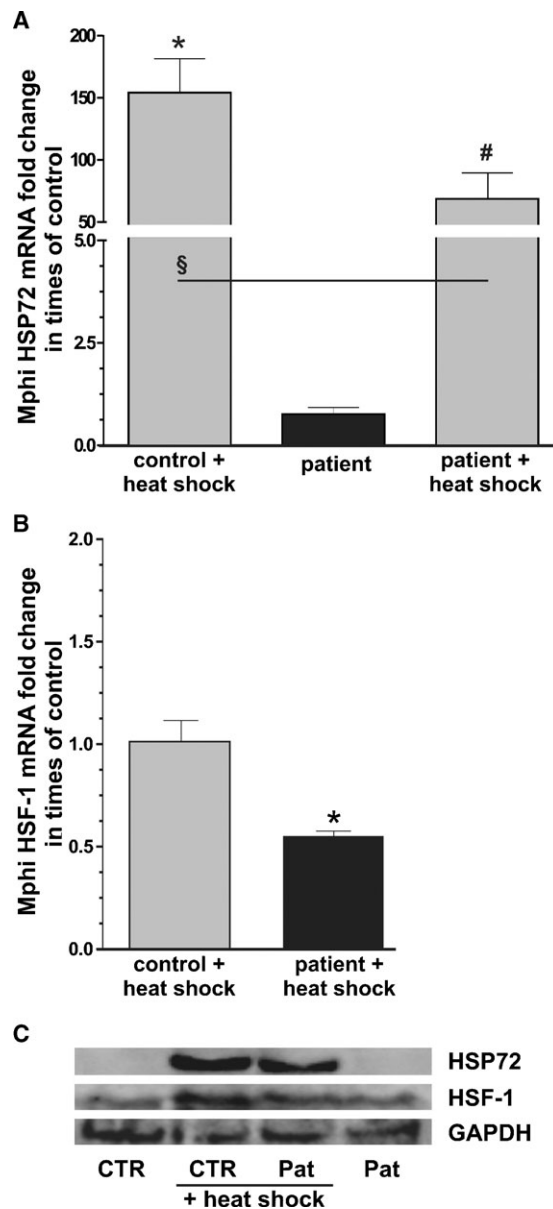 A
Mphi HSP72 mRNA fold change
in times of control
200
150
100
50
5.0
2.5
0.0
*
#
§
control +
heat shock
patient
patient +
heat shock
B
Mphi HSF-1 mRNA fold change
in times of control
2.0
1.5
1.0
0.5
0.0
*
control +
heat shock
patient +
heat shock
C
HSP72
HSF-1
GAPDH
CTR CTR Pat Pat
+ heat shock